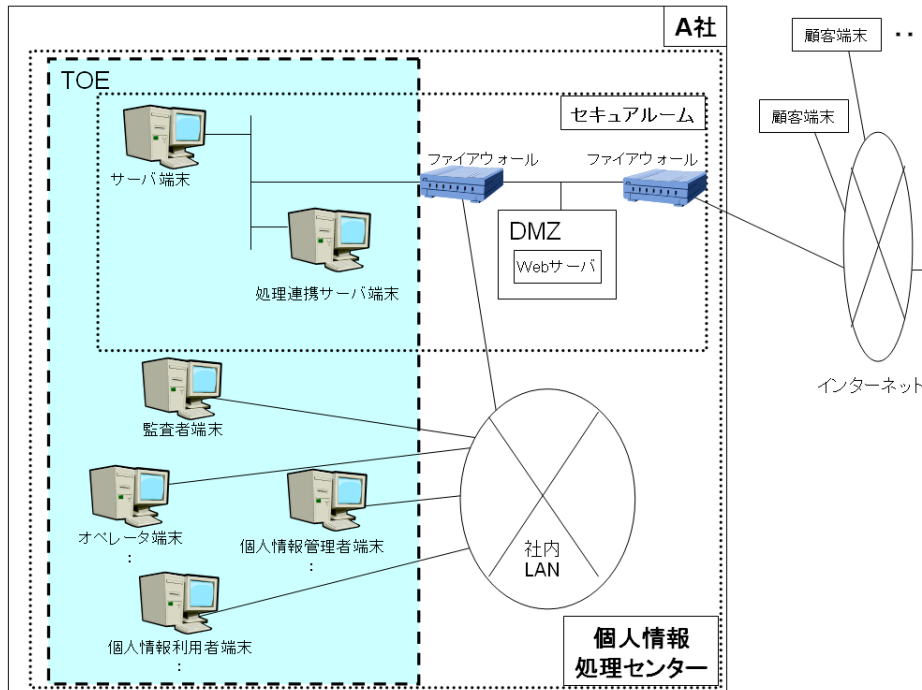 A社
顧客端末
‥
TOE
セキュアルーム
顧客端末
ファイアウォール
ファイアウォール
サーバ端末
DMZ
Webサーバ
処理連携サーバ端末
インターネット
監査者端末
オペレータ端末
:
個人情報管理者端末
:
社内
LAN
個人情報利用者端末
:
個人情報
処理センター